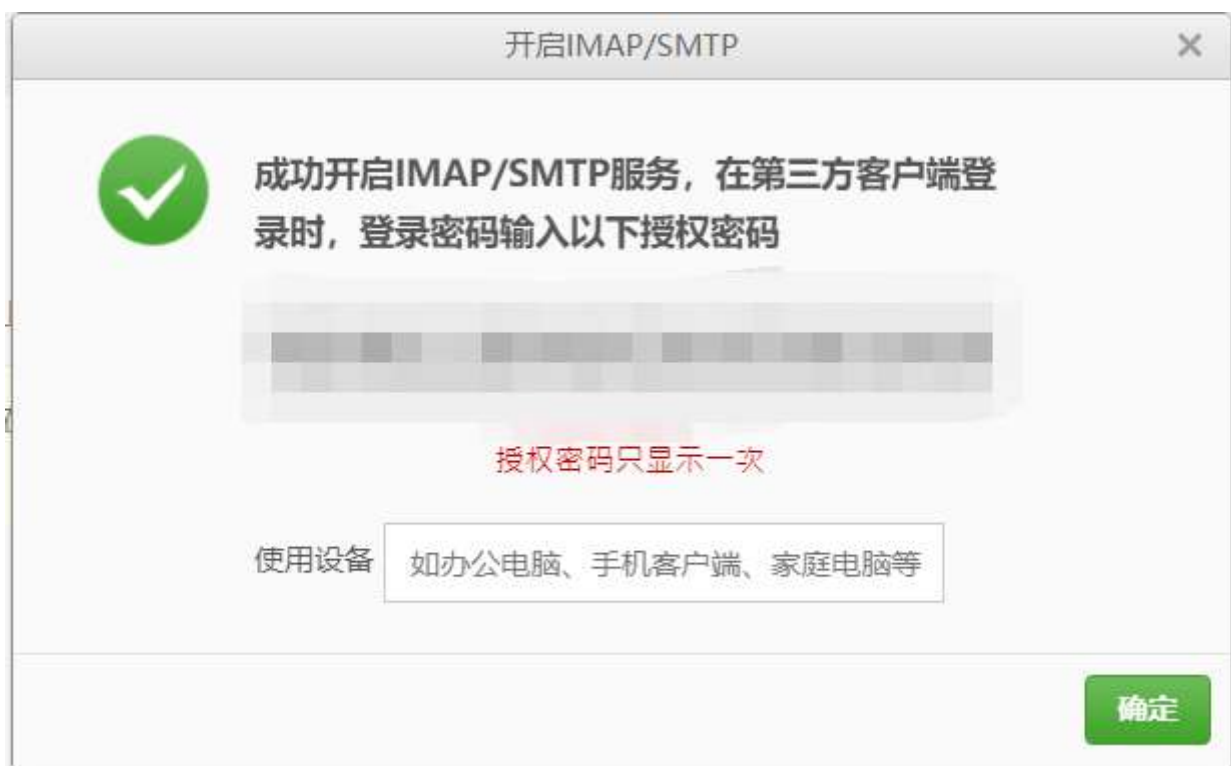 开启IMAP/SMTP
成功开启IMAP/SMTP服务，在第三方客户端登
录时，登录密码输入以下授权密码
授权密码只显示一次
使用设备 如办公电脑、手机客户端、家庭电脑等
确定